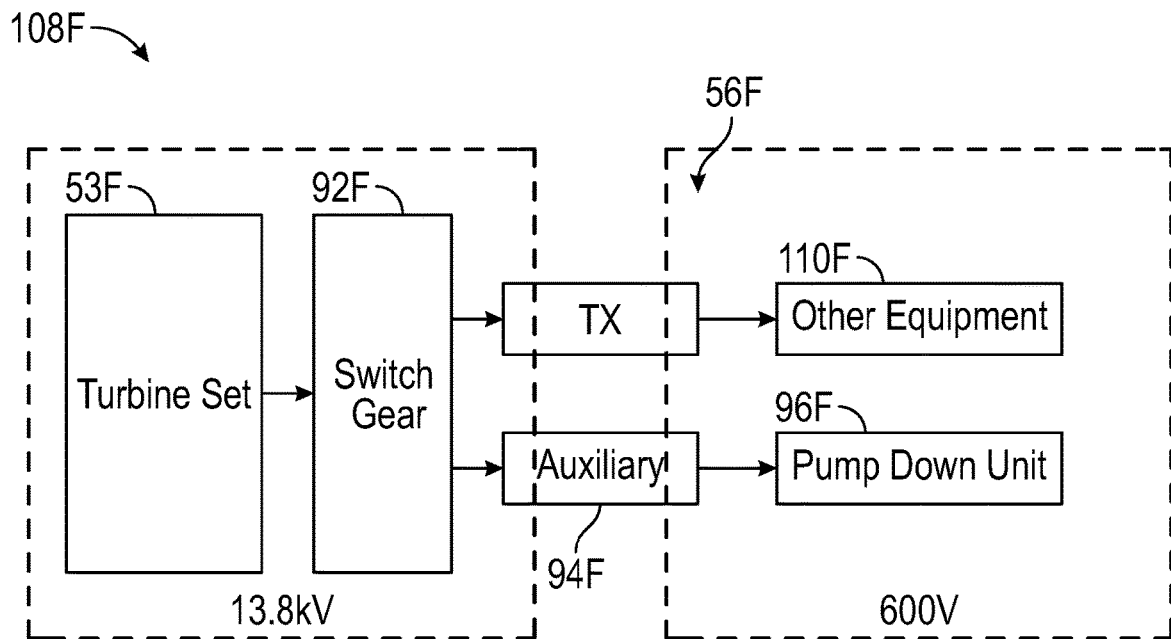 108F
56F
53F
92F
110F
TX
Other Equipment
Turbine Set
Switch
Gear
96F
Auxiliary
Pump Down Unit
94F
13.8kV
600V